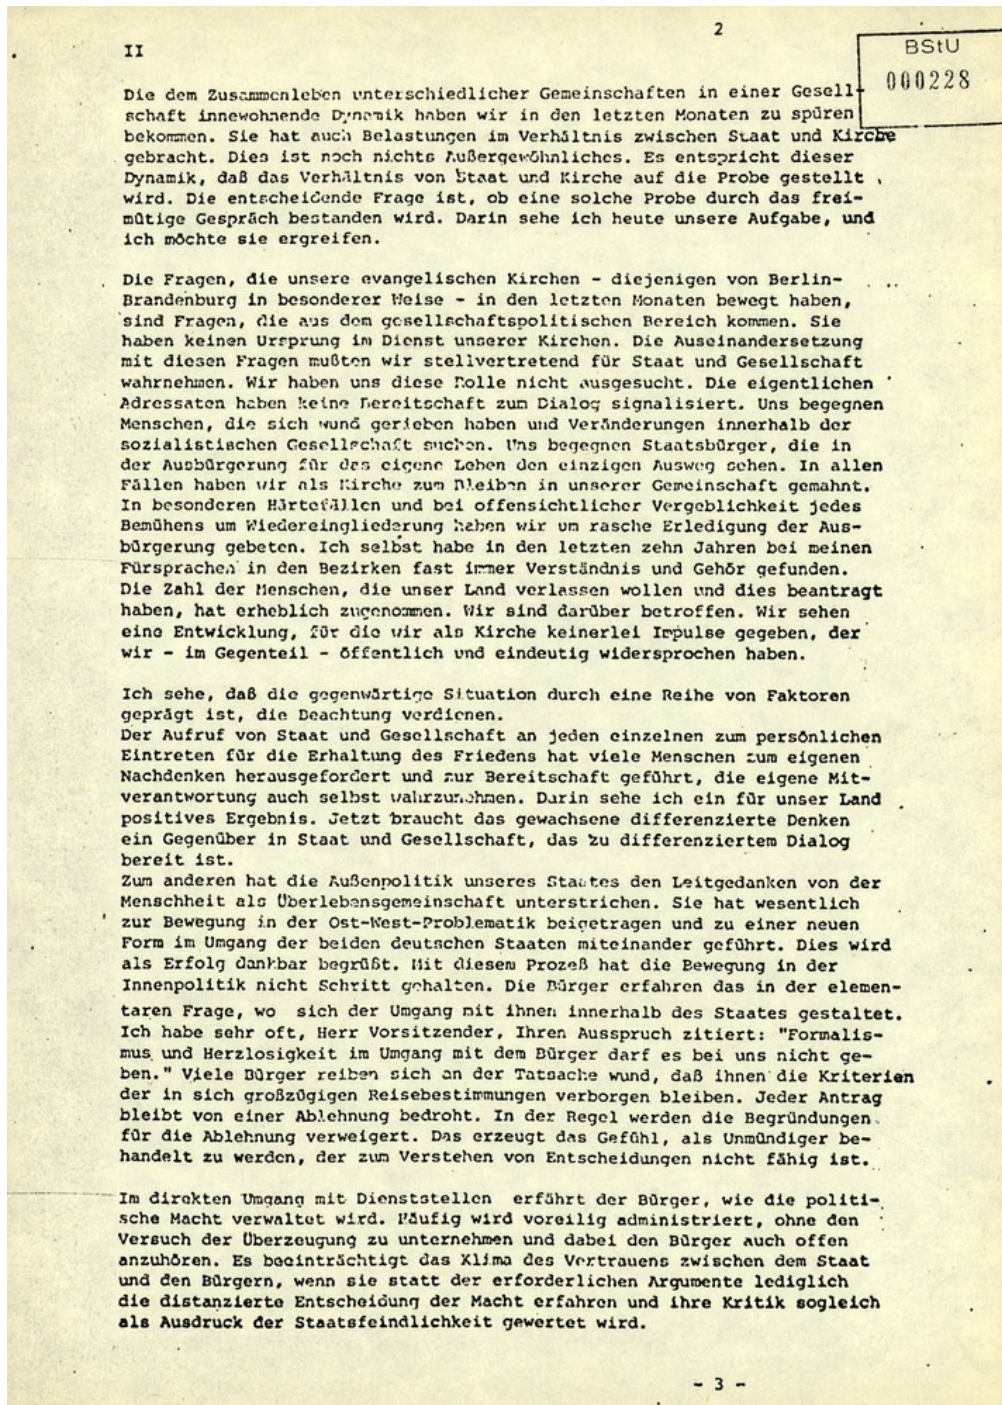 2
II
BStU
000228
Die dem Zusammenleben unterschiedlicher Gemeinschaften in einer Gesell-
schaft innewohnende Dynamik haben wir in den letzten Monaten zu spüren
bekommen. Sie hat auch Belastungen im Verhältnis zwischen Staat und Kirche
gebracht. Dies ist noch nichts Außergewöhnliches. Es entspricht dieser
Dynamik, daß das Verhältnis von Staat und Kirche auf die Probe gestellt
wird. Die entscheidende Frage ist, ob eine solche Probe durch das frei-
mütige Gespräch bestanden wird. Darin sehe ich heute unsere Aufgabe, und
ich möchte sie ergreifen.
Die Fragen, die unsere evangelischen Kirchen - diejenigen von Berlin-
Brandenburg in besonderer Weise - in den letzten Monaten bewegt haben,
sind Fragen, die aus dem gesellschaftspolitischen Bereich kommen. Sie
haben keinen Ursprung im Dienst unserer Kirchen. Die Auseinandersetzung
mit diesen Fragen mußten wir stellvertretend für Staat und Gesellschaft
wahrnehmen. Wir haben uns diese Rolle nicht ausgesucht. Die eigentlichen
Adressaten haben keine Bereitschaft zum Dialog signalisiert. Uns begegnen
Menschen, die sich wund gerieben haben und Veränderungen innerhalb der
sozialistischen Gesellschaft suchen. Uns begegnen Staatsbürger, die in
der Ausbürgerung für das eigene Leben den einzigen Ausweg sehen. In allen
Fällen haben wir als Kirche zum Bleiben in unserer Gemeinschaft gemahnt.
In besonderen Härtefällen und bei offensichtlicher Vergeblichkeit jedes
Bemühens um Wiedereingliederung haben wir um rasche Erledigung der Aus-
bürgerung gebeten. Ich selbst habe in den letzten zehn Jahren bei meinen
Fürsprachen in den Bezirken fast immer Verständnis und Gehör gefunden.
Die Zahl der Menschen, die unser Land verlassen wollen und dies beantragt
haben, hat erheblich zugenommen. Wir sind darüber betroffen. Wir sehen
eine Entwicklung, für die wir als Kirche keinerlei Impulse gegeben, der
wir - im Gegenteil - öffentlich und eindeutig widersprochen haben.
Ich sehe, daß die gegenwärtige Situation durch eine Reihe von Faktoren
geprägt ist, die Beachtung verdienen.
Der Aufruf von Staat und Gesellschaft an jeden einzelnen zum persönlichen
Eintreten für die Erhaltung des Friedens hat viele Menschen zum eigenen
Nachdenken herausgefordert und zur Bereitschaft geführt, die eigene Mit-
verantwortung auch selbst wahrzunehmen. Darin sehe ich ein für unser Land
positives Ergebnis. Jetzt braucht das gewachsene differenzierte Denken
ein Gegenüber in Staat und Gesellschaft, das zu differenziertem Dialog
bereit ist.
Zum anderen hat die Außenpolitik unseres Staates den Leitgedanken von der
Menschheit als Überlebensgemeinschaft unterstrichen. Sie hat wesentlich
zur Bewegung in der Ost-West-Problematik beigetragen und zu einer neuen
Form im Umgang der beiden deutschen Staaten miteinander geführt. Dies wird
als Erfolg dankbar begrüßt. Mit diesem Prozeß hat die Bewegung in der
Innenpolitik nicht Schritt gehalten. Die Bürger erfahren das in der elemen-
taren Frage, wo sich der Umgang mit ihnen innerhalb des Staates gestaltet.
Ich habe sehr oft, Herr Vorsitzender, Ihren Ausspruch zitiert: "Formalis-
mus und Herzlosigkeit im Umgang mit dem Bürger darf es bei uns nicht ge-
ben." Viele Bürger reiben sich an der Tatsache wund, daß ihnen die Kriterien
der in sich großzügigen Reisebestimmungen verborgen bleiben. Jeder Antrag
bleibt von einer Ablehnung bedroht. In der Regel werden die Begründungen
für die Ablehnung verweigert. Das erzeugt das Gefühl, als Unmündiger be-
handelt zu werden, der zum Verstehen von Entscheidungen nicht fähig ist.
Im direkten Umgang mit Dienststellen erfährt der Bürger, wie die politi-
sche Macht verwaltet wird. Häufig wird voreilig administriert, ohne den
Versuch der Überzeugung zu unternehmen und dabei den Bürger auch offen
anzuhören. Es beeinträchtigt das Klima des Vertrauens zwischen dem Staat
und den Bürgern, wenn sie statt der erforderlichen Argumente lediglich
die distanzierte Entscheidung der Macht erfahren und ihre Kritik sogleich
als Ausdruck der Staatsfeindlichkeit gewertet wird.
- 3 -